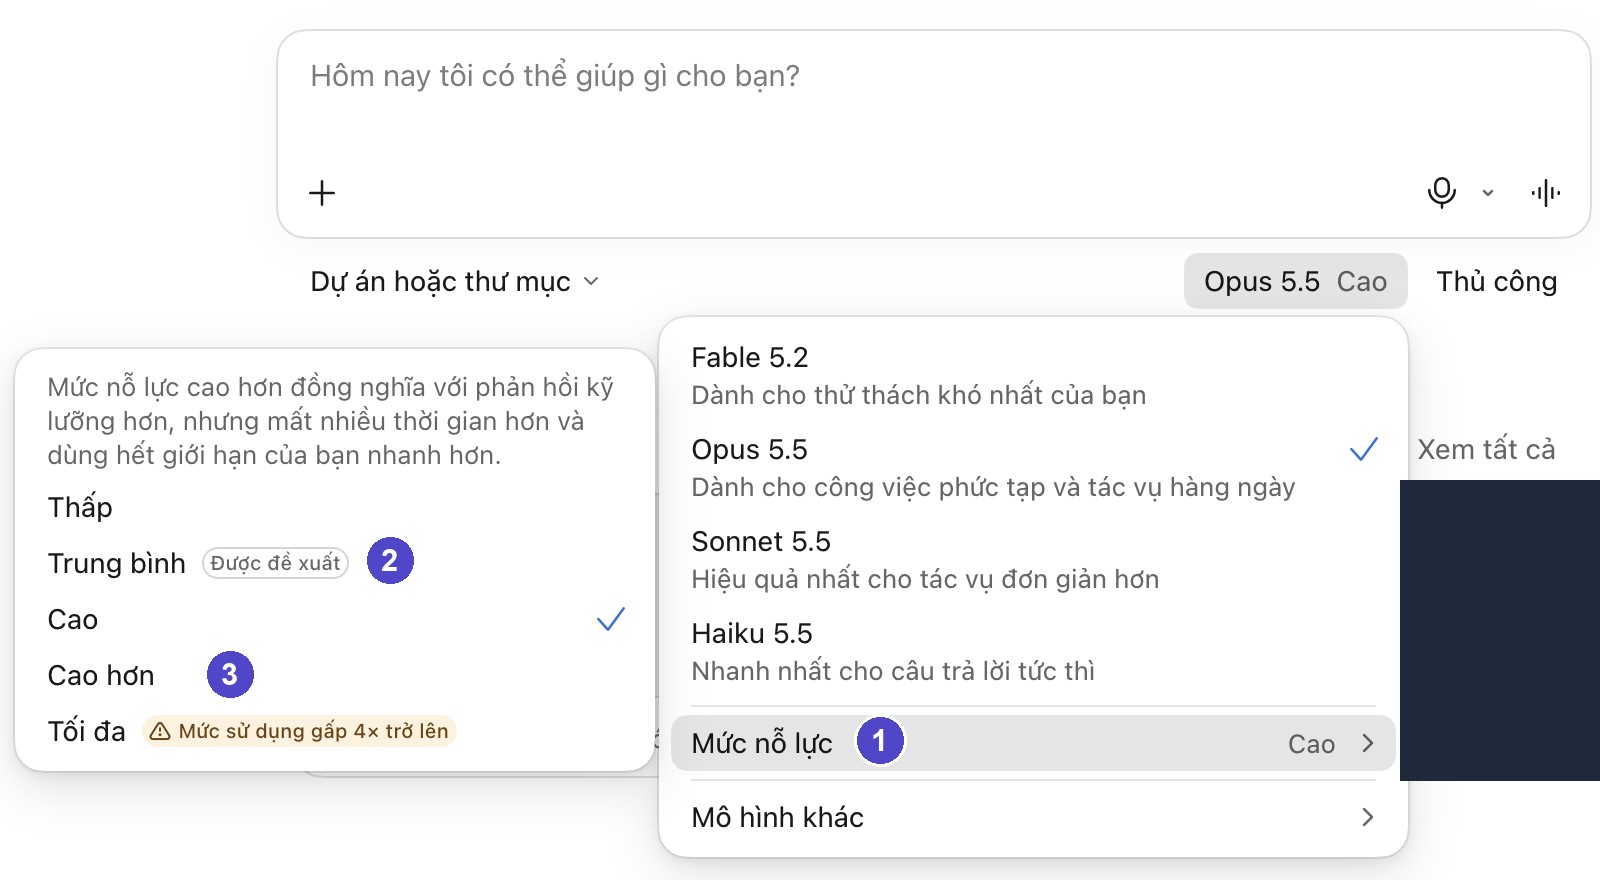 Hôm nay tôi có thể giúp gì cho bạn?
Dự án hoặc thư mục
Opus 5.5 Cao
Thủ công
Mức nỗ lực cao hơn đồng nghĩa với phản hồi kỹ
lưỡng hơn, nhưng mất nhiều thời gian hơn và
dùng hết giới hạn của bạn nhanh hơn.
Thấp
Trung bình Được đề xuất 2
Cao
Cao hơn 3
Tối đa Mức sử dụng gấp 4× trở lên
Fable 5.2
Dành cho thử thách khó nhất của bạn
Opus 5.5
Dành cho công việc phức tạp và tác vụ hàng ngày
Sonnet 5.5
Hiệu quả nhất cho tác vụ đơn giản hơn
Haiku 5.5
Nhanh nhất cho câu trả lời tức thì
Mức nỗ lực 1 Cao
Mô hình khác
Xem tất cả